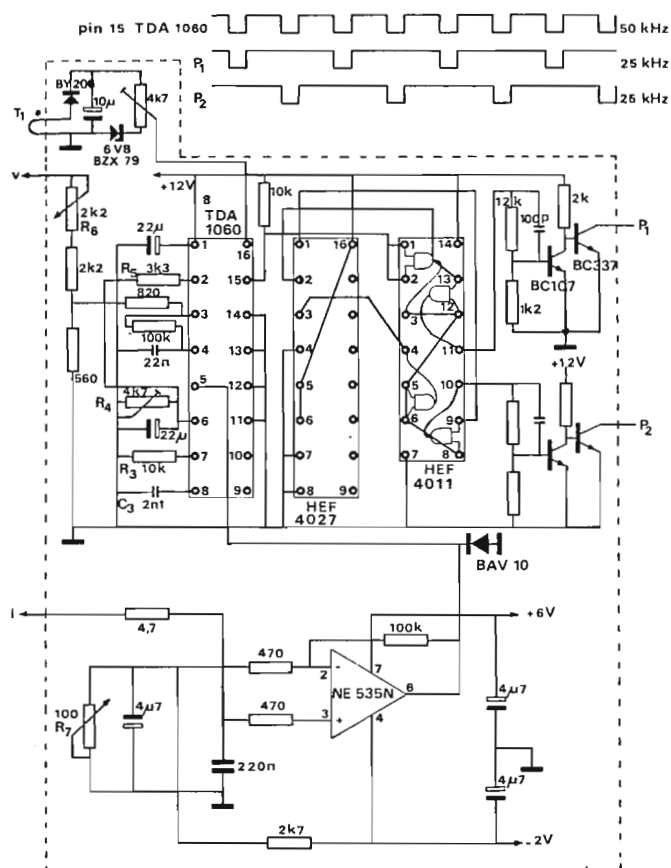 pin 15 TDA 1060
50 kHz
P1
25 kHz
P2
25 kHz
BY206
10µ
4k7
T1
6V8
BZX 79
v
+12V
8
TDA
1060
10k
2k2
R6
2k2
560
22µ
R5
3k3
820
100k
22n
4k7
R4
22µ
R3
10k
C3
2n1
1
2
3
4
5
6
7
8
16
15
14
13
12
11
10
9
1
2
3
4
5
6
7
8
16
9
HEF
4027
1
2
3
4
5
6
7
14
13
12
11
10
9
8
HEF
4011
12k
100p
1k2
2k
BC107
BC337
P1
+12V
P2
BAV 10
i
4,7
470
470
100k
2
3
7
6
4
-
+
NE 535N
+6V
4µ7
4µ7
100
R7
4µ7
220n
2k7
-2V